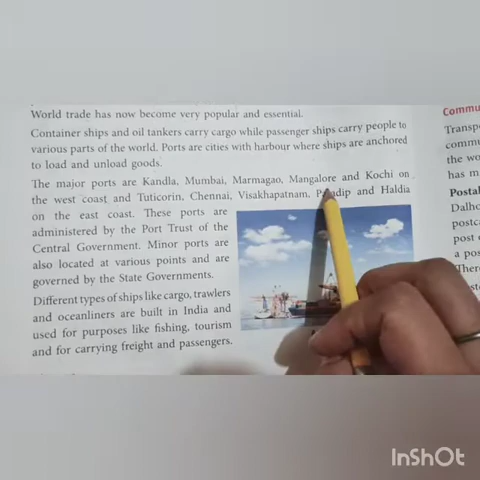 World trade has now become very popular and essential.
Container ships and oil tankers carry cargo while passenger ships carry people to
various parts of the world. Ports are cities with harbour where ships are anchored
to load and unload goods.
The major ports are Kandla, Mumbai, Marmagao, Mangalore and Kochi on
the west coast and Tuticorin, Chennai, Visakhapatnam, and Haldia
on the east coast. These ports are
administered by the Port Trust of the
Central Government. Minor ports are
also located at various points and are
governed by the State Governments.
Different types of ships like cargo, trawlers
and oceanliners are built in India and
used for purposes like fishing, tourism
and for carrying freight and passengers.
Commu
Transp
commu
the wo
has m
Postal
Dalho
postca
post
a pos
There
InShOt